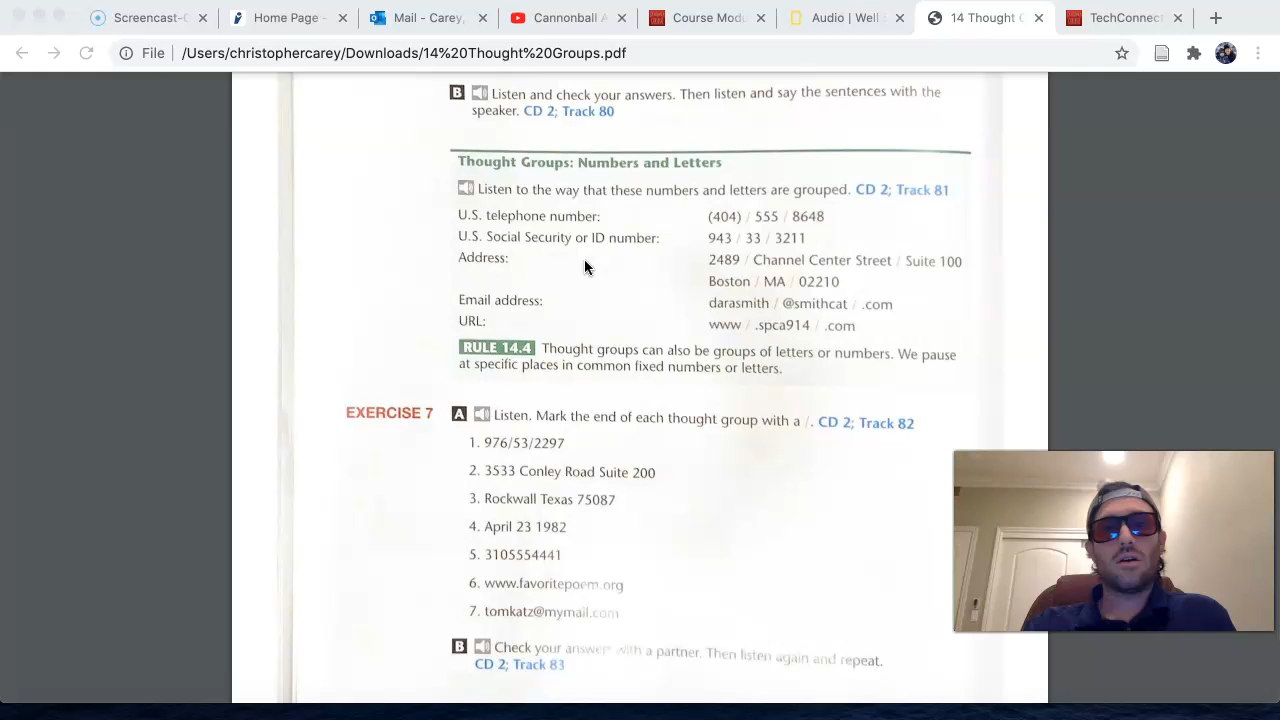 Screencast-O
Home Page -
Mail - Carey,
Cannonball A
Course Modu
Audio | Well S
14 Thought G
TechConnect
File
/Users/christophercarey/Downloads/14%20Thought%20Groups.pdf
B Listen and check your answers. Then listen and say the sentences with the
speaker. CD 2; Track 80
Thought Groups: Numbers and Letters
Listen to the way that these numbers and letters are grouped. CD 2; Track 81
U.S. telephone number: (404) / 555 / 8648
U.S. Social Security or ID number: 943 / 33 / 3211
Address: 2489 / Channel Center Street / Suite 100
Boston / MA / 02210
Email address: darasmith / @smithcat / .com
URL: www / .spca914 / .com
RULE 14.4 Thought groups can also be groups of letters or numbers. We pause
at specific places in common fixed numbers or letters.
EXERCISE 7 A Listen. Mark the end of each thought group with a /. CD 2; Track 82
1. 976/53/2297
2. 3533 Conley Road Suite 200
3. Rockwall Texas 75087
4. April 23 1982
5. 3105554441
6. www.favoritepoem.org
7. tomkatz@mymail.com
B Check your answers with a partner. Then listen again and repeat.
CD 2; Track 83